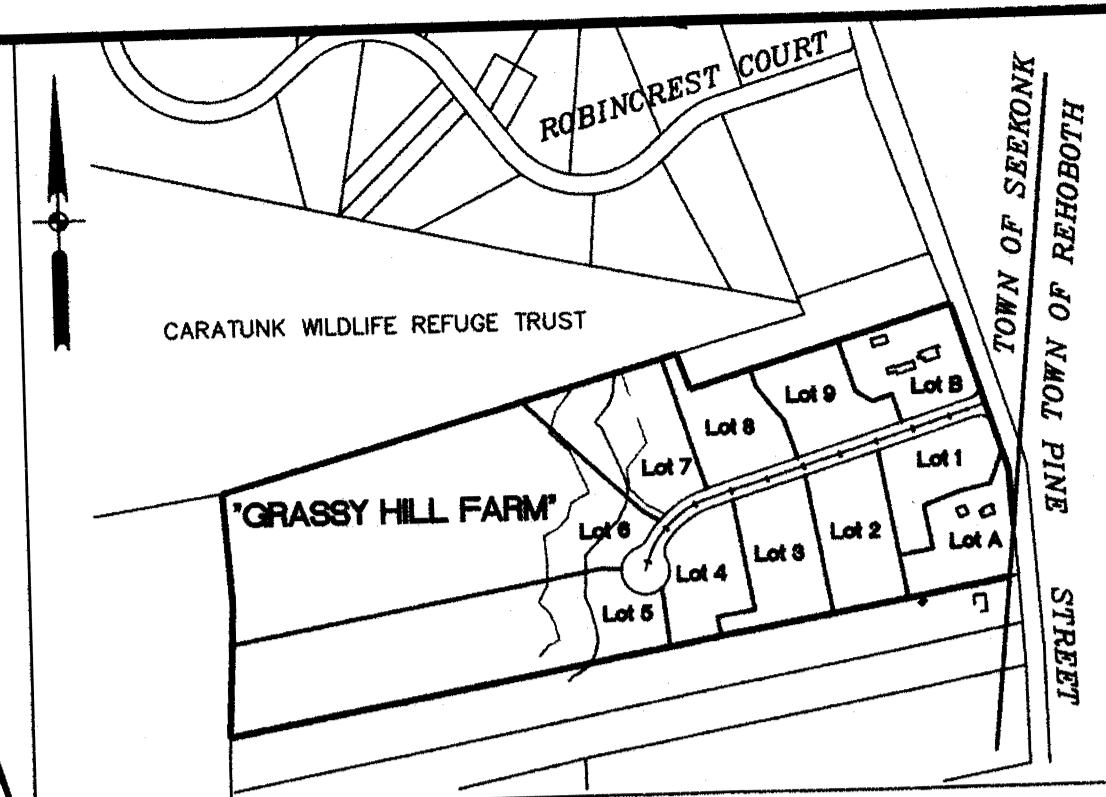 ROBINCREST COURT
TOWN OF SEEKONK
TOWN OF REHOBOTH
PINE STREET
CARATUNK WILDLIFE REFUGE TRUST
Lot B
Lot 9
Lot 8
Lot 7
Lot 1
"GRASSY HILL FARM"
Lot 6
Lot 2
Lot A
Lot 3
Lot 4
Lot 5